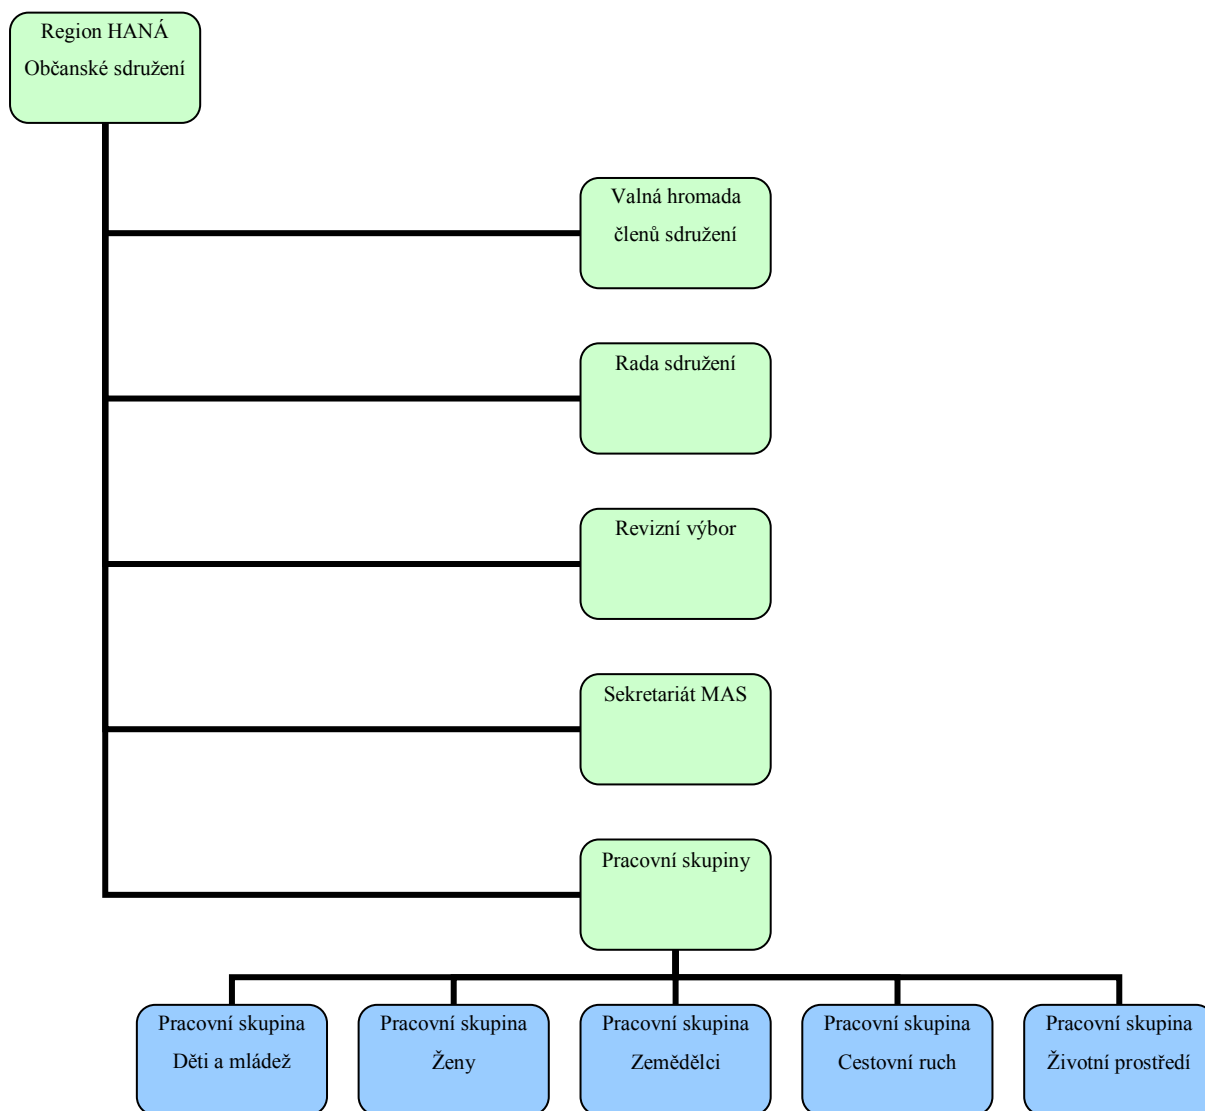 Region HANÁ
Občanské sdružení
Valná hromada
členů sdružení
Rada sdružení
Revizní výbor
Sekretariát MAS
Pracovní skupiny
Pracovní skupina
Děti a mládež
Pracovní skupina
Ženy
Pracovní skupina
Zemědělci
Pracovní skupina
Cestovní ruch
Pracovní skupina
Životní prostředí